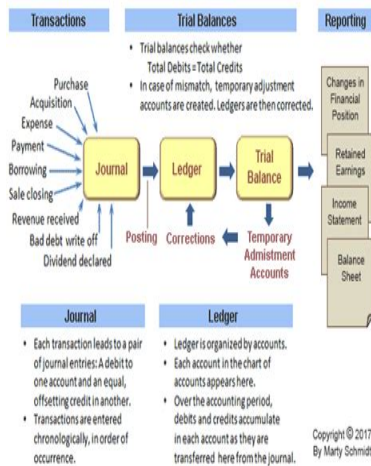 Transactions
Trial Balances
Reporting
• Trial balances check whether
Total Debits = Total Credits
• In case of mismatch, temporary adjustment
accounts are created. Ledgers are then corrected.
Purchase
Acquisition
Expense
Payment
Borrowing
Sale closing
Revenue received
Bad debt write off
Dividend declared
Journal
Ledger
Trial
Balance
Posting
Corrections
Temporary
Admistment
Accounts
Changes in
Financial
Position
Retained
Earnings
Income
Statement
Balance
Sheet
Journal
• Each transaction leads to a pair
of journal entries: A debit to
one account and an equal,
offsetting credit in another.
• Transactions are entered
chronologically, in order of
occurrence.
Ledger
• Ledger is organized by accounts.
• Each account in the chart of
accounts appears here.
• Over the accounting period,
debits and credits accumulate
in each account as they are
transferred here from the journal.
Copyright © 2017
By Marty Schmidt